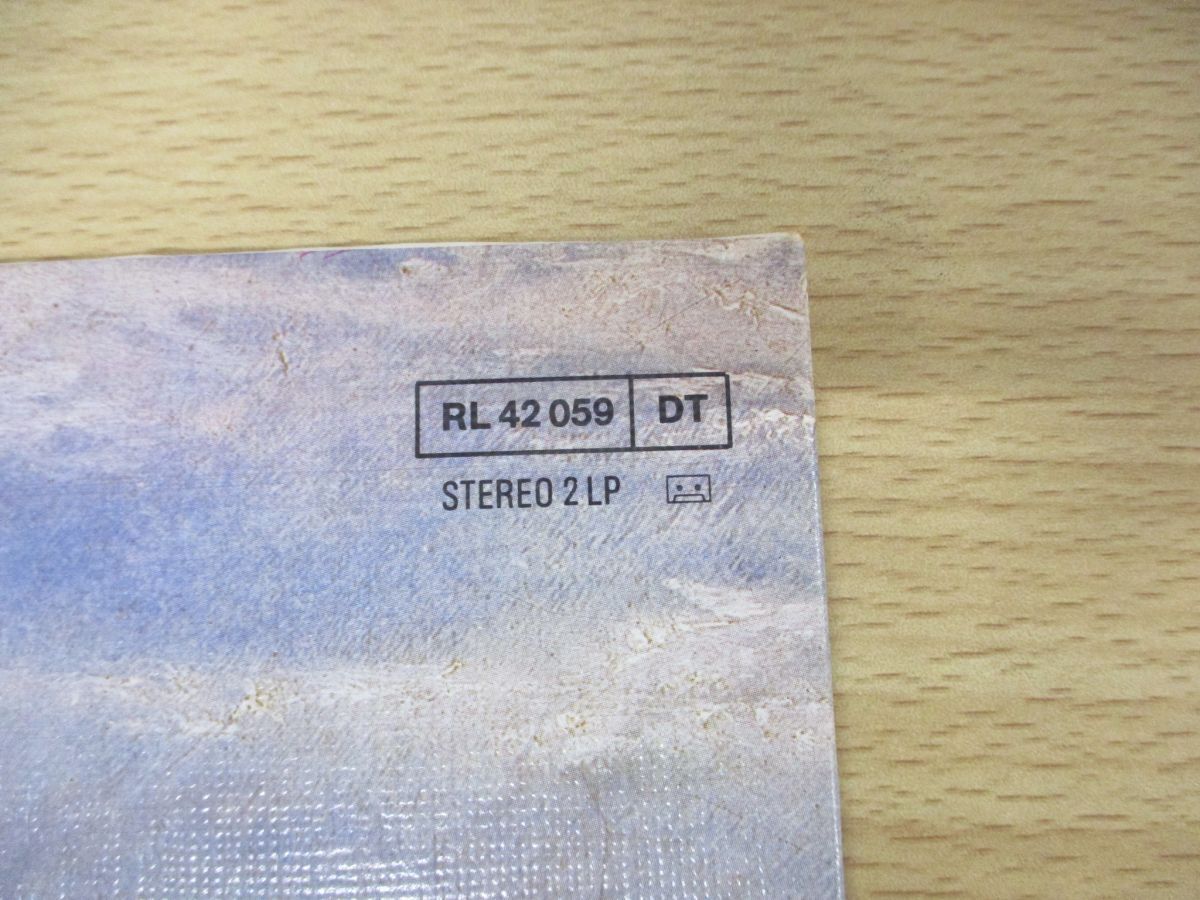 RL 42 059 DT
STEREO 2 LP